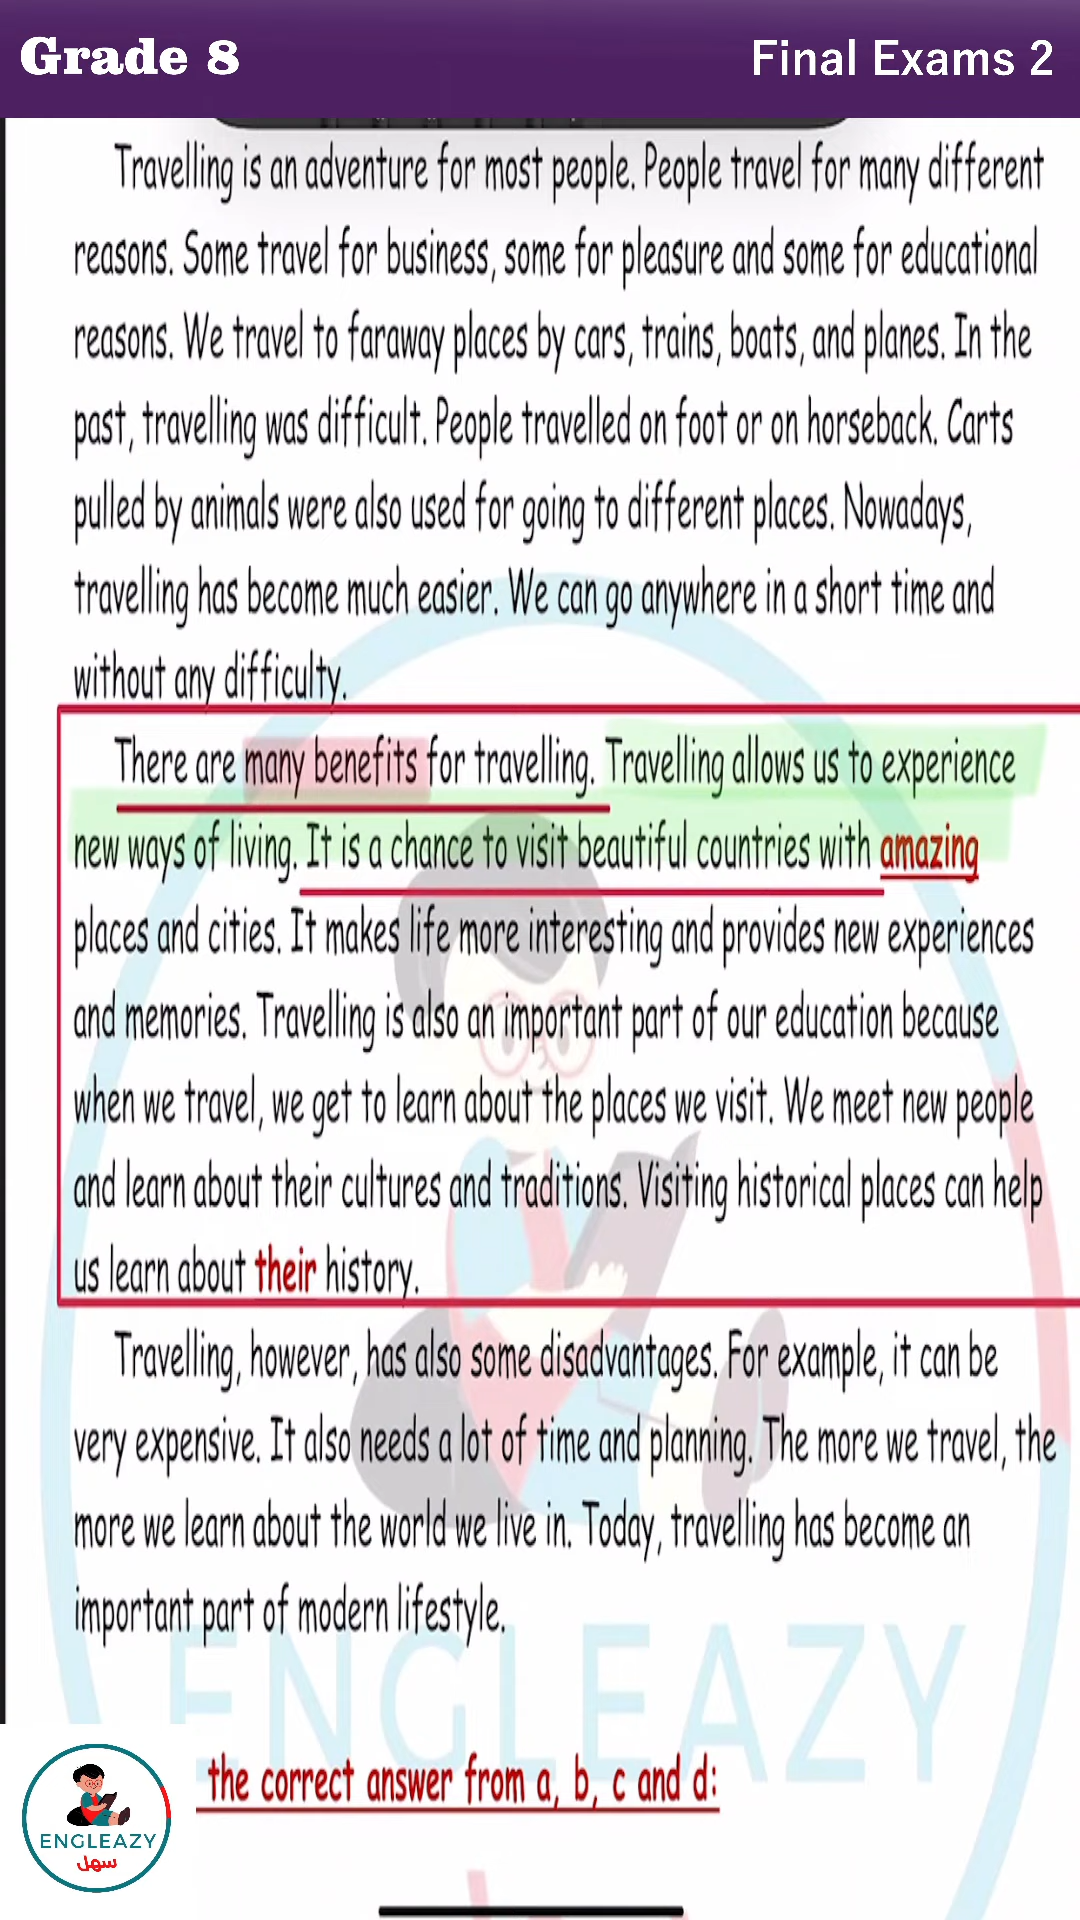 Grade 8
Final Exams 2
Travelling is an adventure for most people. People travel for many different
reasons. Some travel for business, some for pleasure and some for educational
reasons. We travel to faraway places by cars, trains, boats, and planes. In the
past, travelling was difficult. People travelled on foot or on horseback. Carts
pulled by animals were also used for going to different places. Nowadays,
travelling has become much easier. We can go anywhere in a short time and
without any difficulty.
There are many benefits for travelling. Travelling allows us to experience
new ways of living. It is a chance to visit beautiful countries with amazing
places and cities. It makes life more interesting and provides new experiences
and memories. Travelling is also an important part of our education because
when we travel, we get to learn about the places we visit. We meet new people
and learn about their cultures and traditions. Visiting historical places can help
us learn about their history.
Travelling, however, has also some disadvantages. For example, it can be
very expensive. It also needs a lot of time and planning. The more we travel, the
more we learn about the world we live in. Today, travelling has become an
important part of modern lifestyle.
ENGLEAZY
the correct answer from a, b, c and d:
ENGLEAZY
سهل